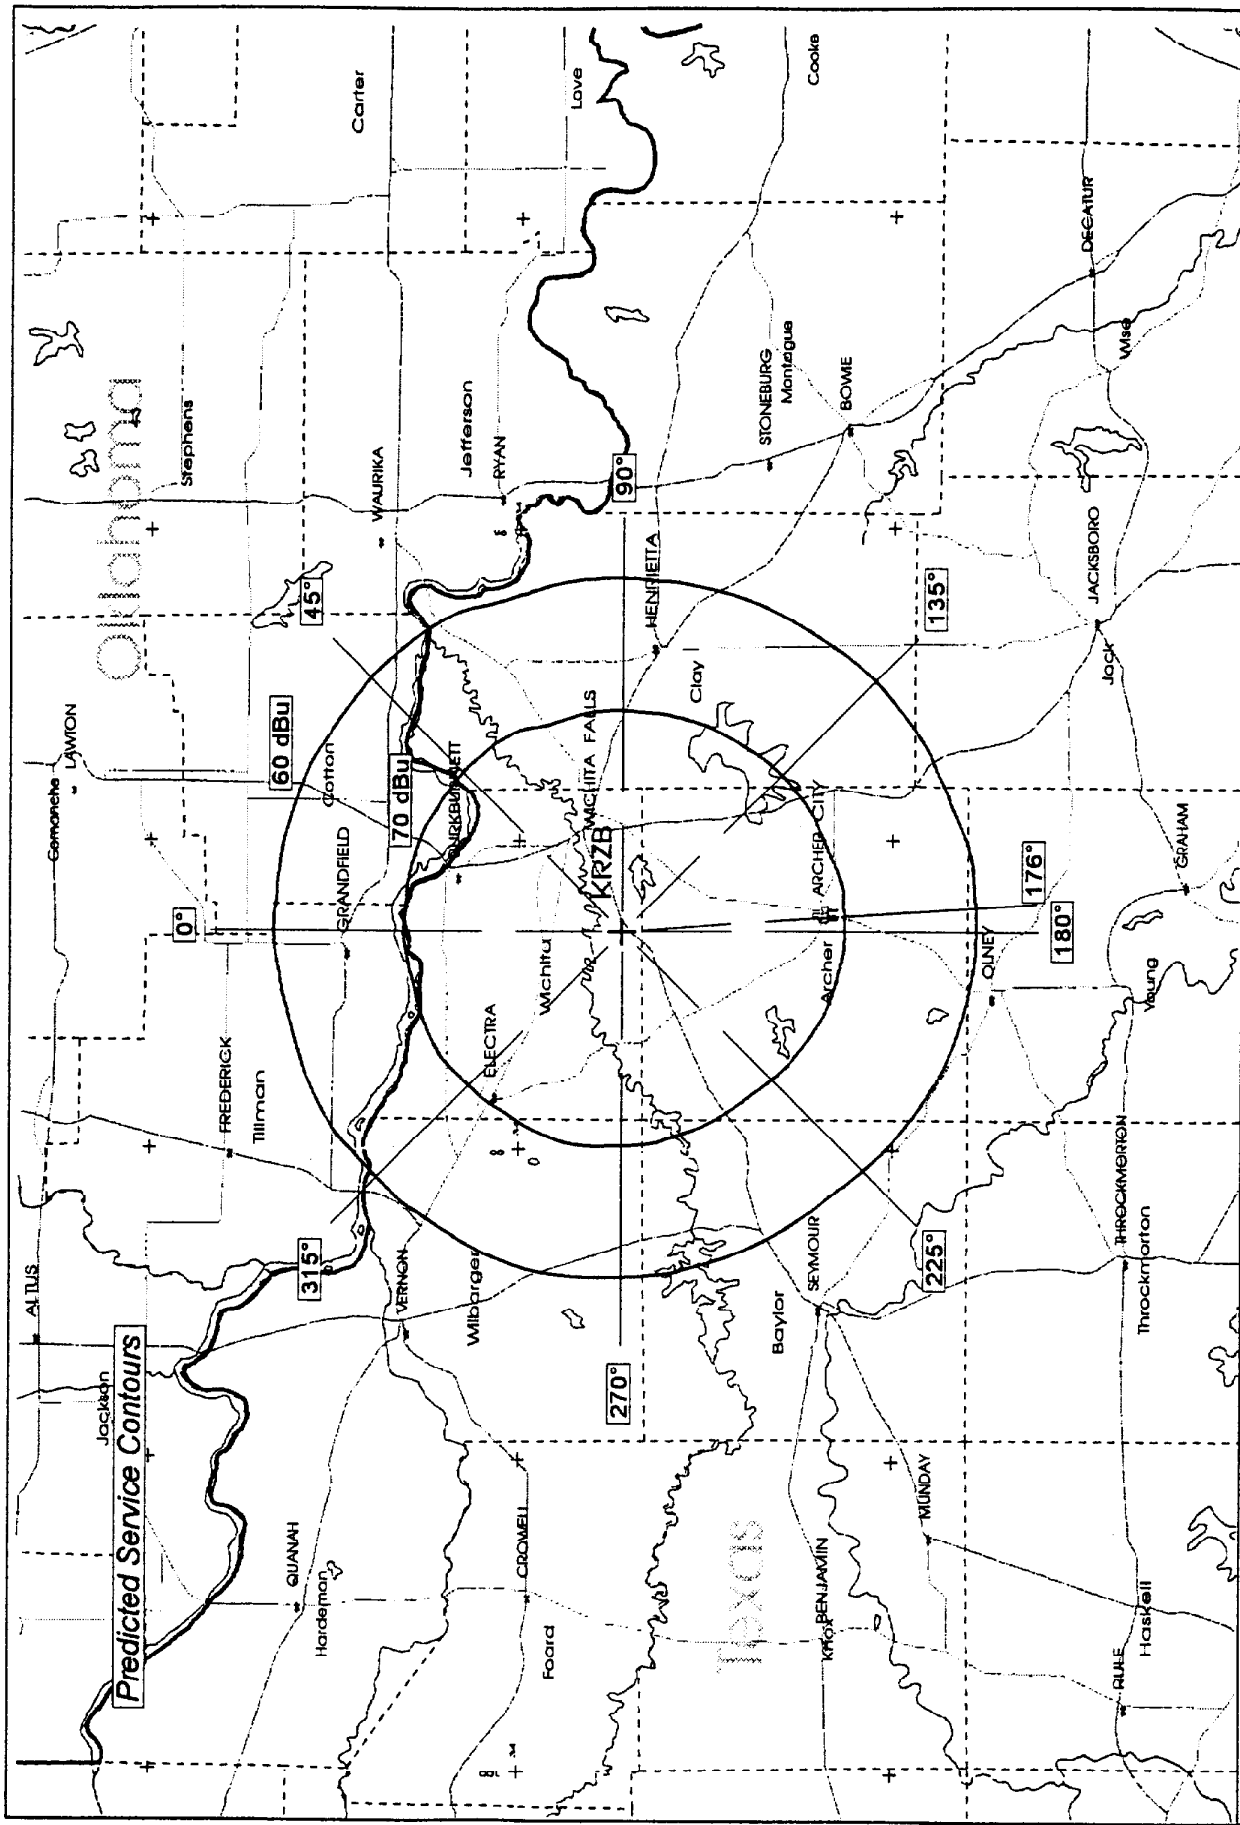 Predicted Service Contours
Oklahoma
Texas
ALTUS
Jackson
Comanche
LAWTON
Stephens
Carter
Love
Cooke
FREDERICK
Tillman
GRANDFIELD
Cotton
WAURIKA
Jefferson
RYAN
60 dBu
70 dBu
0°
45°
90°
135°
176°
180°
225°
270°
315°
QUANAH
Hardeman
VERNON
Wilbarger
ELECTRA
Wichita
BURKBURNETT
WICHITA FALLS
KRZB
HENRIETTA
Clay
STONEBURG
Montague
BOWIE
CROWELL
Foard
Baylor
SEYMOUR
Archer
ARCHER CITY
OLNEY
Young
GRAHAM
JACKSBORO
Jack
DECATUR
Wise
BENJAMIN
Knox
MUNDAY
THROCKMORTON
Throckmorton
RULE
Haskell